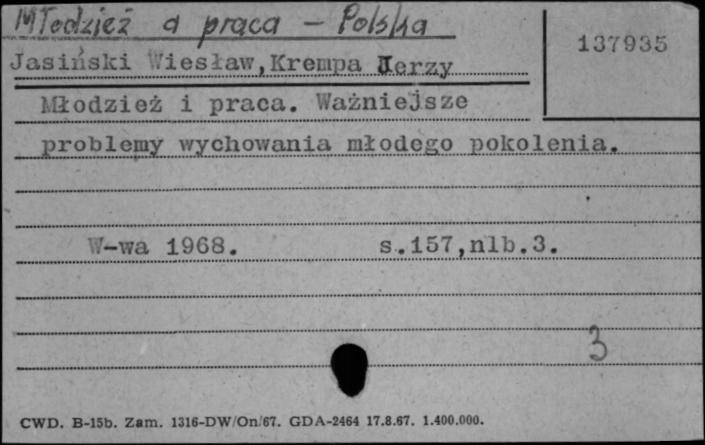 Młodzież a praca – Polska
137935
Jasiński Wiesław,Krempa Jerzy
Młodzież i praca. Ważniejsze
problemy wychowania młodego pokolenia.
W-wa 1968. s.157,nlb.3.
3
CWD. B-15b. Zam. 1316-DW/On/67. GDA-2464 17.8.67. 1.400.000.